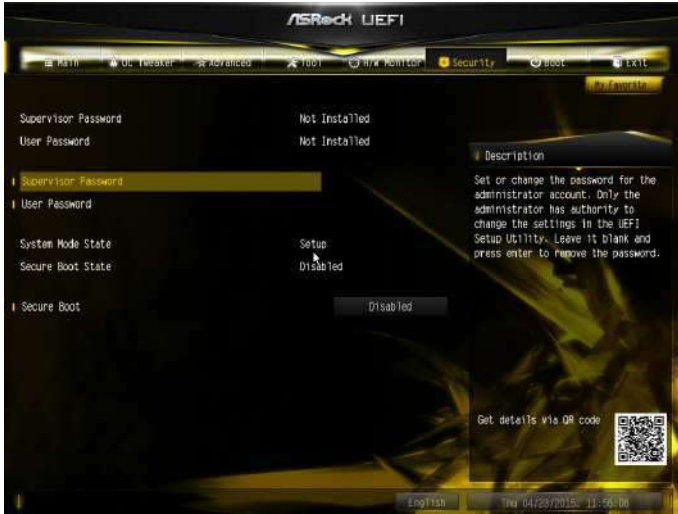 ASRock UEFI
Main OC Tweaker Advanced Tool H/W Monitor Security Boot Exit
My Favorite
Supervisor Password Not Installed
User Password Not Installed
Supervisor Password
User Password
System Mode State Setup
Secure Boot State Disabled
Secure Boot Disabled
Description
Set or change the password for the
administrator account. Only the
administrator has authority to
change the settings in the UEFI
Setup Utility. Leave it blank and
press enter to remove the password.
Get details via QR code
English Thu 04/23/2015, 11:56:06